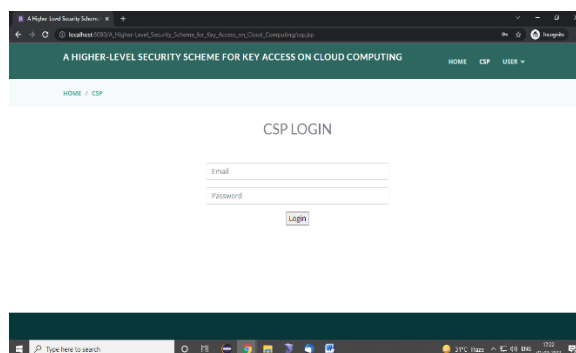 A Higher-Level Security Scheme
localhost:8080/A_Higher-Level_Security_Scheme_for_Key_Access_on_Cloud_Computing/csp.jsp
Incognito
A HIGHER-LEVEL SECURITY SCHEME FOR KEY ACCESS ON CLOUD COMPUTING
HOME CSP USER
HOME / CSP
CSP LOGIN
Email
Password
Login
Type here to search
31°C Haze
ENG
17:22